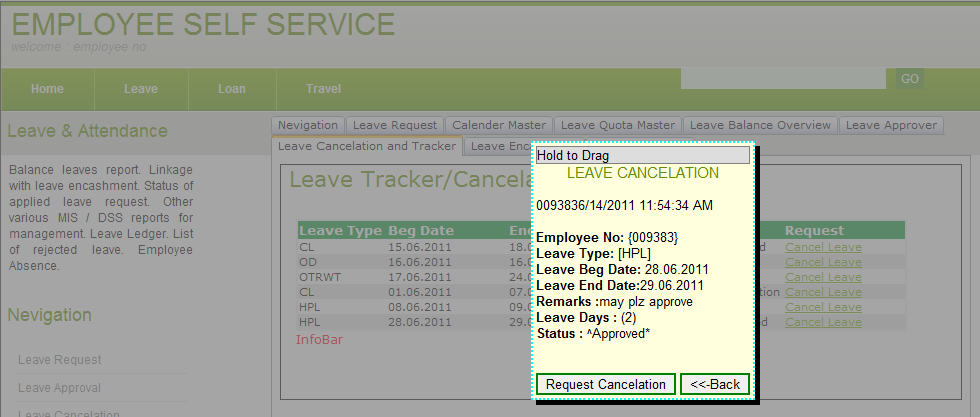 EMPLOYEE SELF SERVICE
welcome : employee no
Home Leave Loan Travel GO
Leave & Attendance
Balance leaves report. Linkage
with leave encashment. Status of
applied leave request. Other
various MIS / DSS reports for
management. Leave Ledger. List
of rejected leave. Employee
Absence.
Nevigation
Leave Request
Leave Approval
Leave Cancelation
Nevigation Leave Request Calender Master Leave Quota Master Leave Balance Overview Leave Approver
Leave Cancelation and Tracker Leave Enc
Leave Tracker/Cancela
Leave Type Beg Date En Request
CL 15.06.2011 18.0 d Cancel Leave
OD 16.06.2011 16.0 Cancel Leave
OTRWT 17.06.2011 24.0 Cancel Leave
CL 01.06.2011 07.0 tion Cancel Leave
HPL 08.06.2011 09.0 Cancel Leave
HPL 28.06.2011 29.0 d Cancel Leave
InfoBar
Hold to Drag
LEAVE CANCELATION
0093836/14/2011 11:54:34 AM
Employee No: {009383}
Leave Type: [HPL]
Leave Beg Date: 28.06.2011
Leave End Date:29.06.2011
Remarks :may plz approve
Leave Days : (2)
Status : ^Approved*
Request Cancelation <<-Back